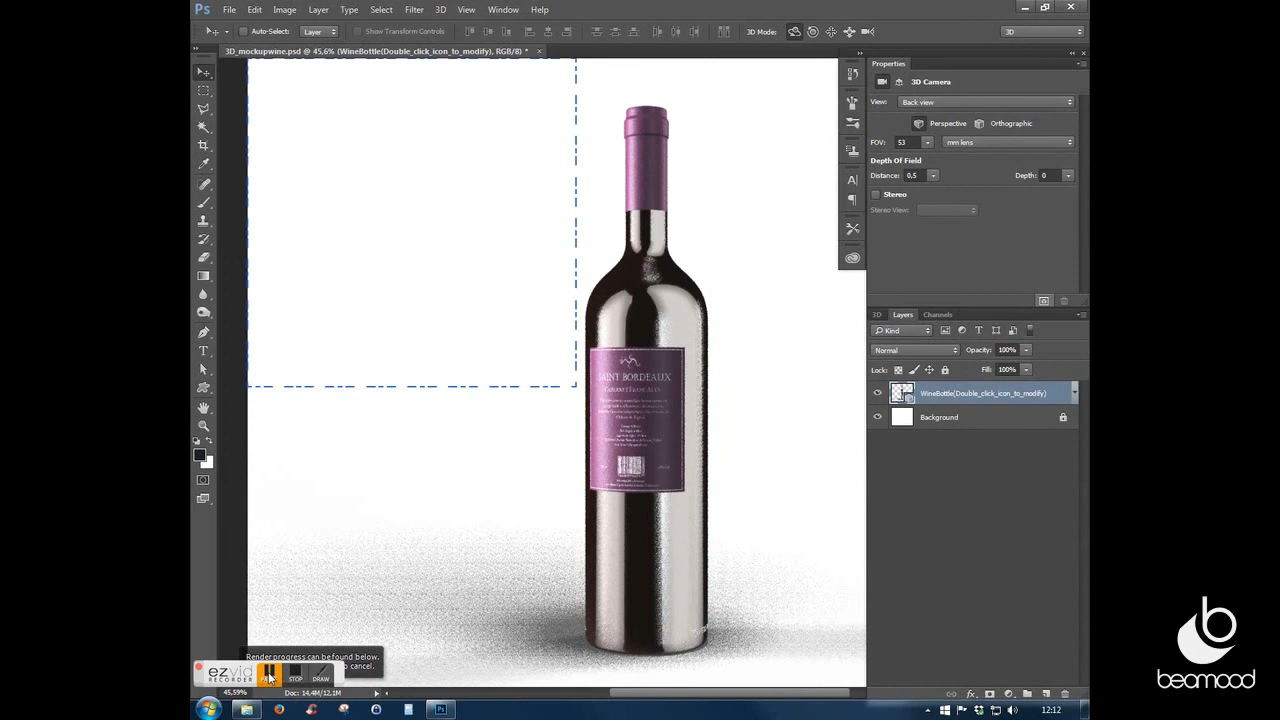 Ps File Edit Image Layer Type Select Filter 3D View Window Help
Auto-Select: Layer Show Transform Controls 3D Mode: 3D
3D_mockupwine.psd @ 45,6% (WineBottle(Double_click_icon_to_modify), RGB/8) *
Properties
3D Camera
View: Back view
Perspective Orthographic
FOV: 53 mm lens
Depth Of Field
Distance: 0,5 Depth: 0
Stereo
Stereo View:
3D Layers Channels
Kind
Normal Opacity: 100%
Lock: Fill: 100%
WineBottle(Double_click_icon_to_modify)
Background
SAINT BORDEAUX
Render progress can be found below.
to cancel.
ezvid
RECORDER
STOP
DRAW
45,59% Doc: 14,4M/12,1M
12:12
b
beamood